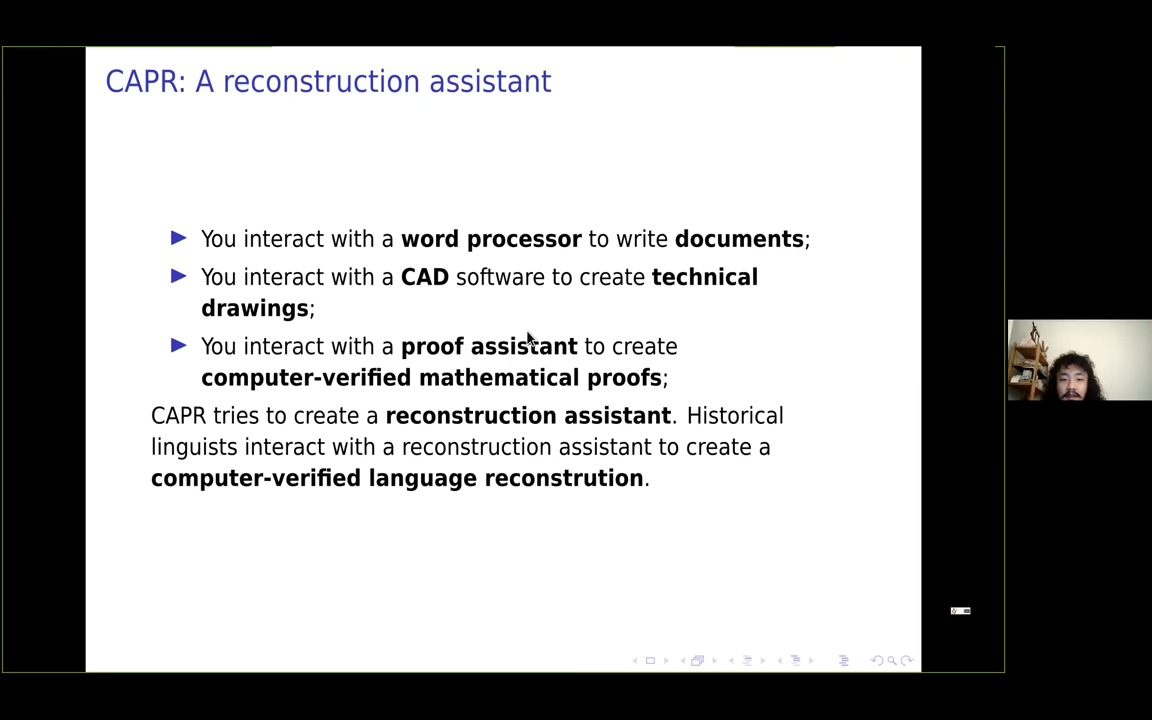 CAPR: A reconstruction assistant
You interact with a word processor to write documents;
You interact with a CAD software to create technical
drawings;
You interact with a proof assistant to create
computer-verified mathematical proofs;
CAPR tries to create a reconstruction assistant. Historical
linguists interact with a reconstruction assistant to create a
computer-verified language reconstrution.